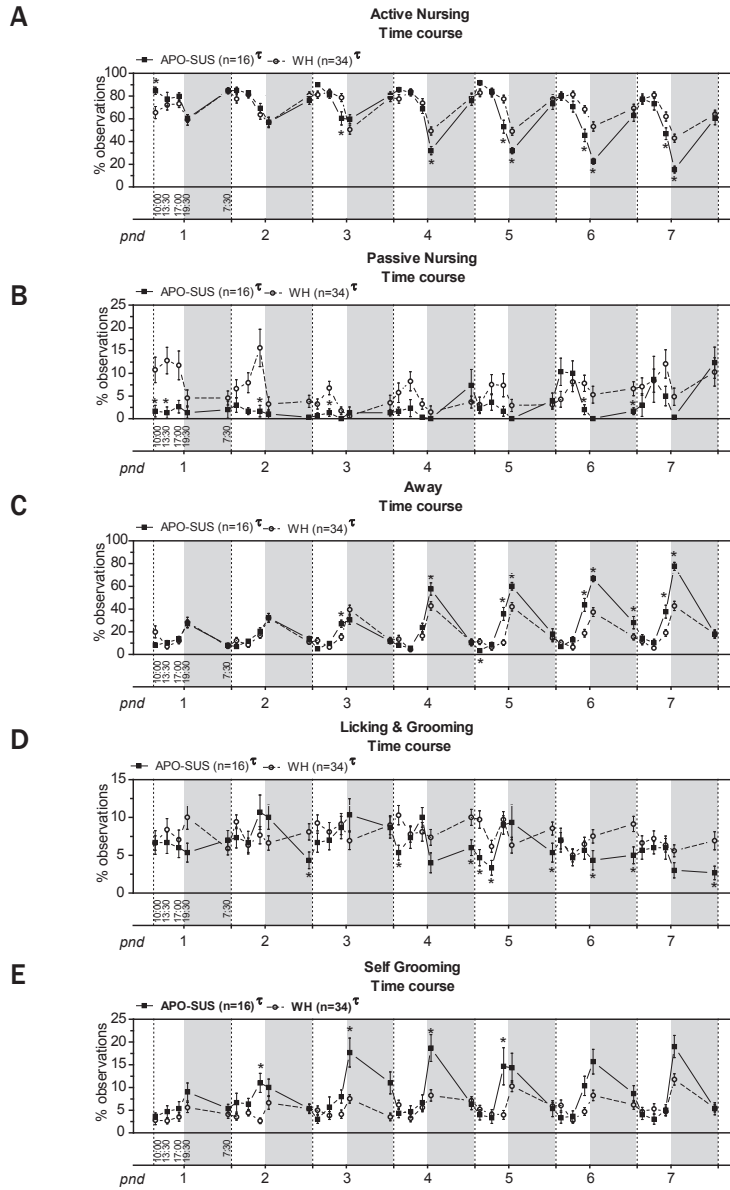 A
Active Nursing
Time course
APO-SUS (n=16) τ WH (n=34) τ
% observations
100
80
60
40
20
0
* * * * * * * * *
10:00 13:30 17:00 19:30 7:30
pnd 1 2 3 4 5 6 7
B
Passive Nursing
Time course
APO-SUS (n=16) τ WH (n=34) τ
% observations
25
20
15
10
5
0
* * * * * *
10:00 13:30 17:00 19:30 7:30
pnd 1 2 3 4 5 6 7
C
Away
Time course
APO-SUS (n=16) τ WH (n=34) τ
% observations
100
80
60
40
20
0
* * * * * * * * * *
10:00 13:30 17:00 19:30 7:30
pnd 1 2 3 4 5 6 7
D
Licking & Grooming
Time course
APO-SUS (n=16) τ WH (n=34) τ
% observations
15
10
5
0
* * * * * * * * *
10:00 13:30 17:00 19:30 7:30
pnd 1 2 3 4 5 6 7
E
Self Grooming
Time course
APO-SUS (n=16) τ WH (n=34) τ
% observations
25
20
15
10
5
0
* * * *
10:00 13:30 17:00 19:30 7:30
pnd 1 2 3 4 5 6 7